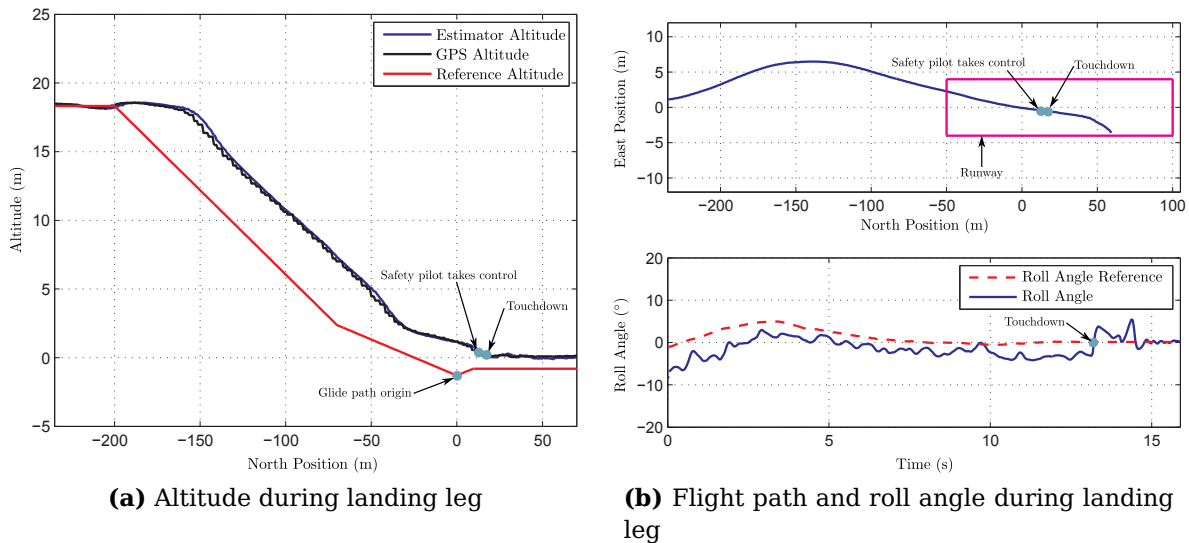 25
20
15
10
5
0
−5
Altitude (m)
Estimator Altitude
GPS Altitude
Reference Altitude
Safety pilot takes control
Touchdown
Glide path origin
−200
−150
−100
−50
0
50
North Position (m)
(a) Altitude during landing leg
10
5
0
−5
−10
East Position (m)
Safety pilot takes control
Touchdown
Runway
−200
−150
−100
−50
0
50
100
North Position (m)
20
10
0
−10
−20
Roll Angle (°)
Roll Angle Reference
Roll Angle
Touchdown
0
5
10
15
Time (s)
(b) Flight path and roll angle during landing
leg